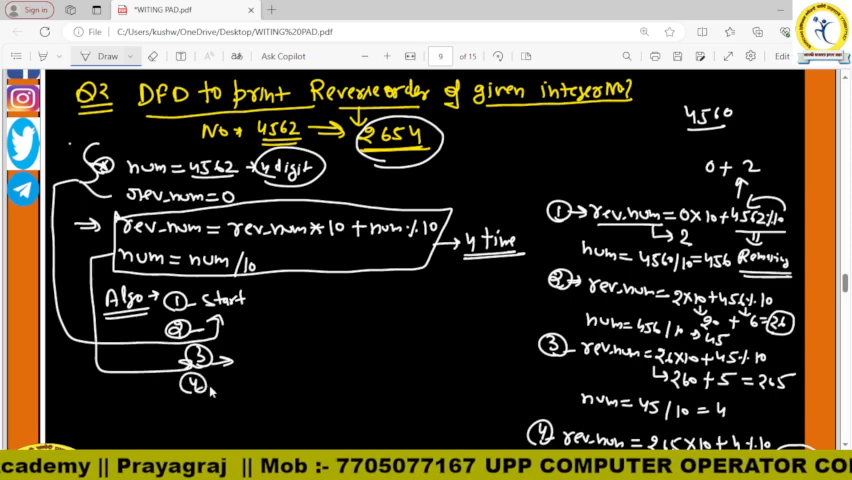 Sign in
*WITING PAD.pdf
File
C:/Users/kushw/OneDrive/Desktop/WITING%20PAD.pdf
Draw
Ask Copilot
9
of 15
Edit
Q2 DFD to print Reverse order of given integer No?
No * 4562 ⇒ 2654
4560
num = 4562 → 4 digit
rev_num = 0
0 + 2
⇒ rev_num = rev_num * 10 + num % 10
num = num / 10
→ 4 time
① → rev_num = 0×10 + 4562 % 10
→ 2
num = 4560/10 = 456 Removing
② → rev_num = 2×10 + 456 % 10
20 + 6 = 26
num = 456 / 10 → 45
③ rev_num = 26×10 + 45 % 10
→ 260 + 5 = 265
num = 45 / 10 = 4
④ rev_num = 265×10 + 4 % 10
Algo → ① Start
②
③ →
④
Academy || Prayagraj || Mob :- 7705077167 UPP COMPUTER OPERATOR CO